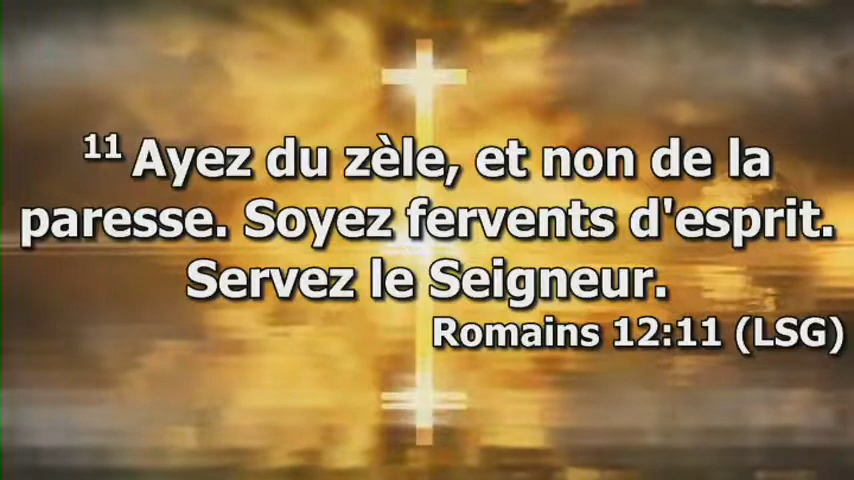 11 Ayez du zèle, et non de la
paresse. Soyez fervents d'esprit.
Servez le Seigneur.
Romains 12:11 (LSG)